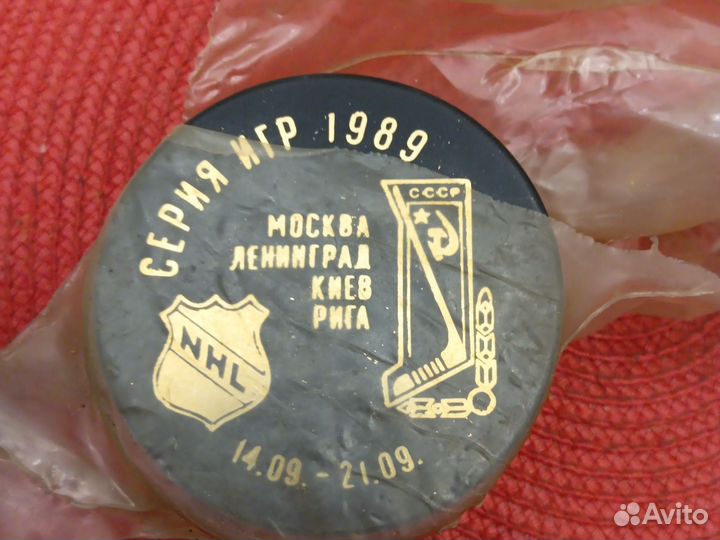 СЕРИЯ ИГР 1989
СССР
МОСКВА
ЛЕНИНГРАД
КИЕВ
РИГА
NHL
14.09.-21.09.
Avito